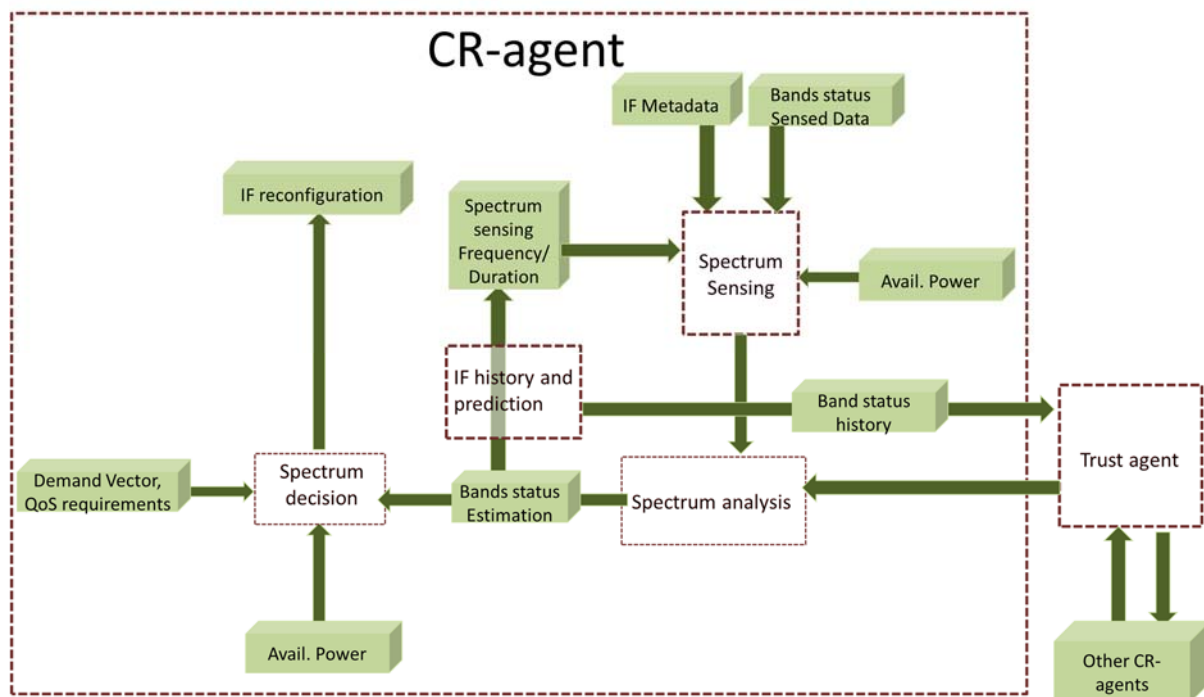 CR-agent
IF Metadata
Bands status
Sensed Data
IF reconfiguration
Spectrum
sensing
Frequency/
Duration
Spectrum
Sensing
Avail. Power
IF history and
prediction
Band status
history
Trust agent
Demand Vector,
QoS requirements
Spectrum
decision
Bands status
Estimation
Spectrum analysis
Avail. Power
Other CR-
agents